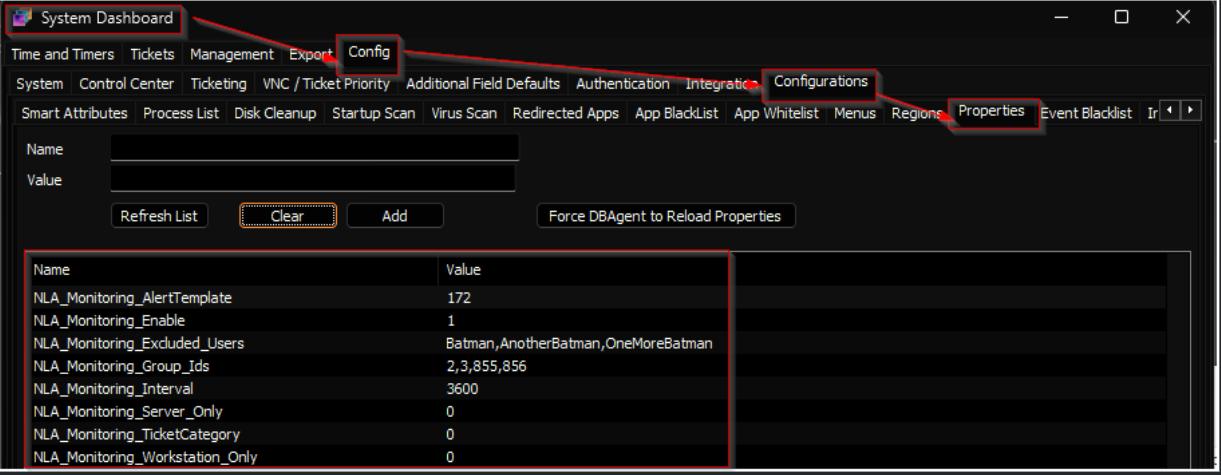 System Dashboard
Time and Timers Tickets Management Export Config
System Control Center Ticketing VNC / Ticket Priority Additional Field Defaults Authentication Integration Configurations
Smart Attributes Process List Disk Cleanup Startup Scan Virus Scan Redirected Apps App BlackList App Whitelist Menus Regions Properties Event Blacklist Ir
Name
Value
Refresh List Clear Add Force DBAgent to Reload Properties
Name Value
NLA_Monitoring_AlertTemplate 172
NLA_Monitoring_Enable 1
NLA_Monitoring_Excluded_Users Batman,AnotherBatman,OneMoreBatman
NLA_Monitoring_Group_Ids 2,3,855,856
NLA_Monitoring_Interval 3600
NLA_Monitoring_Server_Only 0
NLA_Monitoring_TicketCategory 0
NLA_Monitoring_Workstation_Only 0